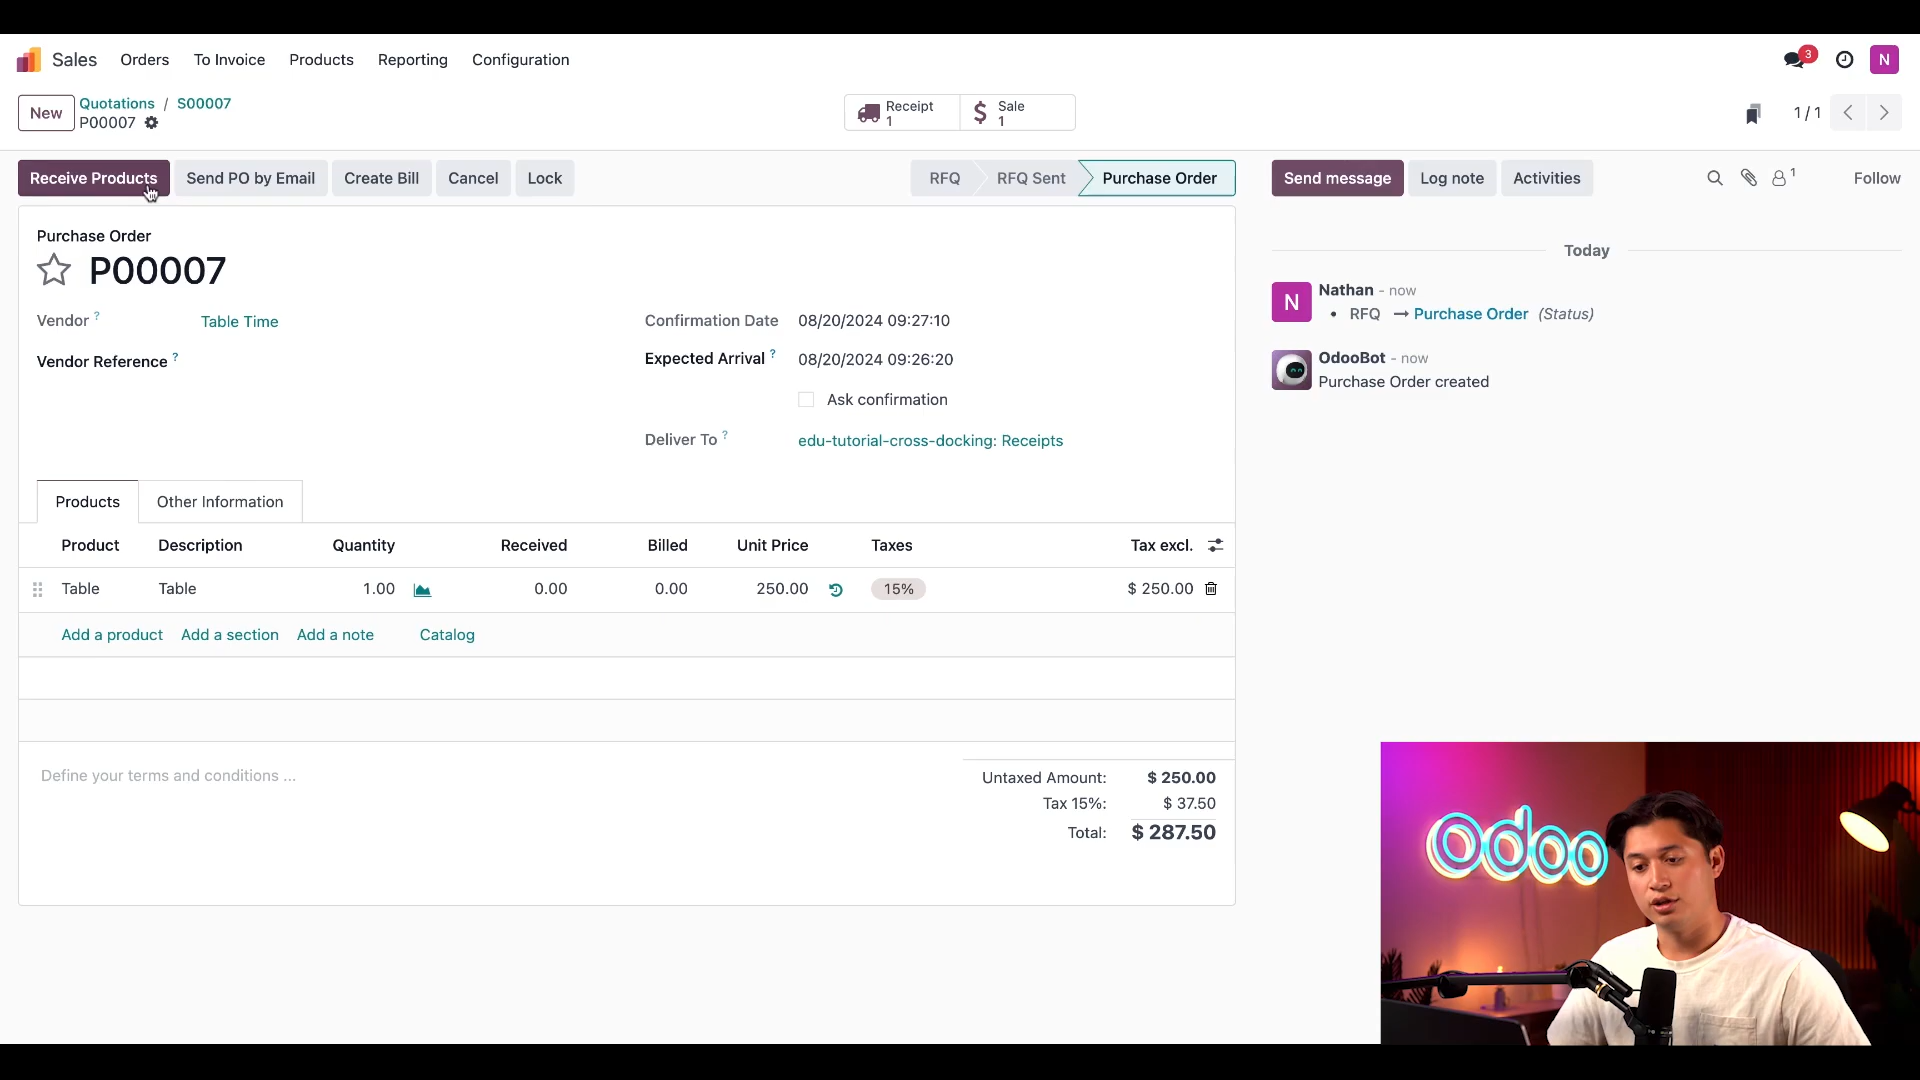 Sales Orders To Invoice Products Reporting Configuration 3 N
New Quotations / S00007
P00007
Receipt 1 Sale 1
1 / 1
Receive Products Send PO by Email Create Bill Cancel Lock RFQ RFQ Sent Purchase Order
Send message Log note Activities 1 Follow
Purchase Order
P00007
Vendor ? Table Time
Vendor Reference ?
Confirmation Date 08/20/2024 09:27:10
Expected Arrival ? 08/20/2024 09:26:20
Ask confirmation
Deliver To ? edu-tutorial-cross-docking: Receipts
Today
N Nathan - now
• RFQ → Purchase Order (Status)
OdooBot - now
Purchase Order created
Products Other Information
Product Description Quantity Received Billed Unit Price Taxes Tax excl.
Table Table 1.00 0.00 0.00 250.00 15% $ 250.00
Add a product Add a section Add a note Catalog
Define your terms and conditions ...
Untaxed Amount: $ 250.00
Tax 15%: $ 37.50
Total: $ 287.50
odoo